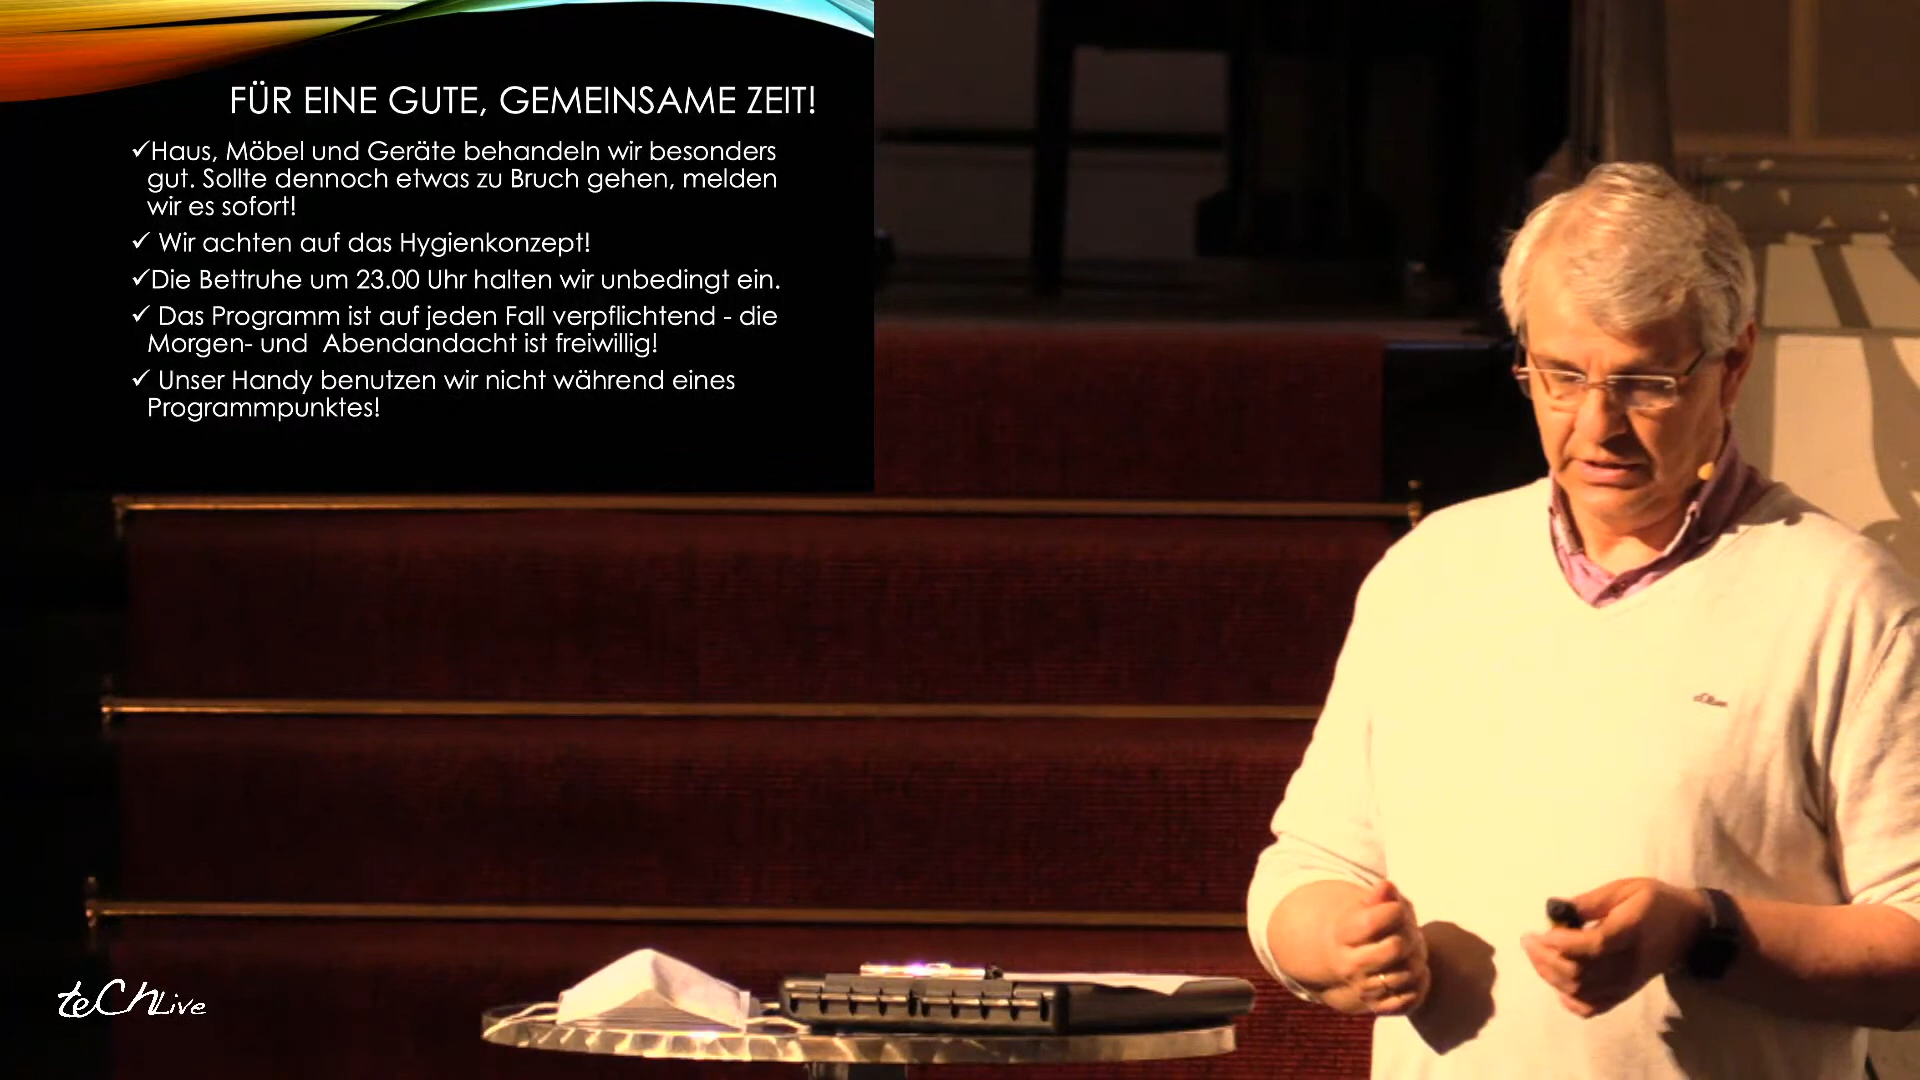 FÜR EINE GUTE, GEMEINSAME ZEIT!
✓Haus, Möbel und Geräte behandeln wir besonders
gut. Sollte dennoch etwas zu Bruch gehen, melden
wir es sofort!
✓ Wir achten auf das Hygienkonzept!
✓Die Bettruhe um 23.00 Uhr halten wir unbedingt ein.
✓ Das Programm ist auf jeden Fall verpflichtend - die
Morgen- und  Abendandacht ist freiwillig!
✓ Unser Handy benutzen wir nicht während eines
Programmpunktes!
teChLive